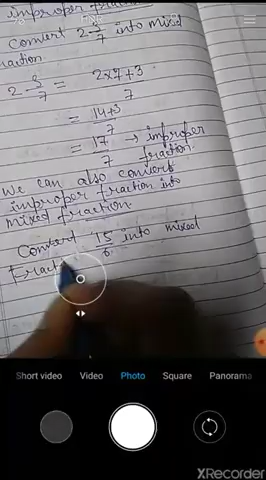 improper fraction
Convert 2 3/7 into mixed
fraction
2 3/7 = 2×7+3/7
= 14+3/7
= 17/7 → improper
fraction.
We can also convert
improper fraction into
mixed fraction.
Convert 15/6 into mixed
Fract
Short video Video Photo Square Panorama
XRecorder